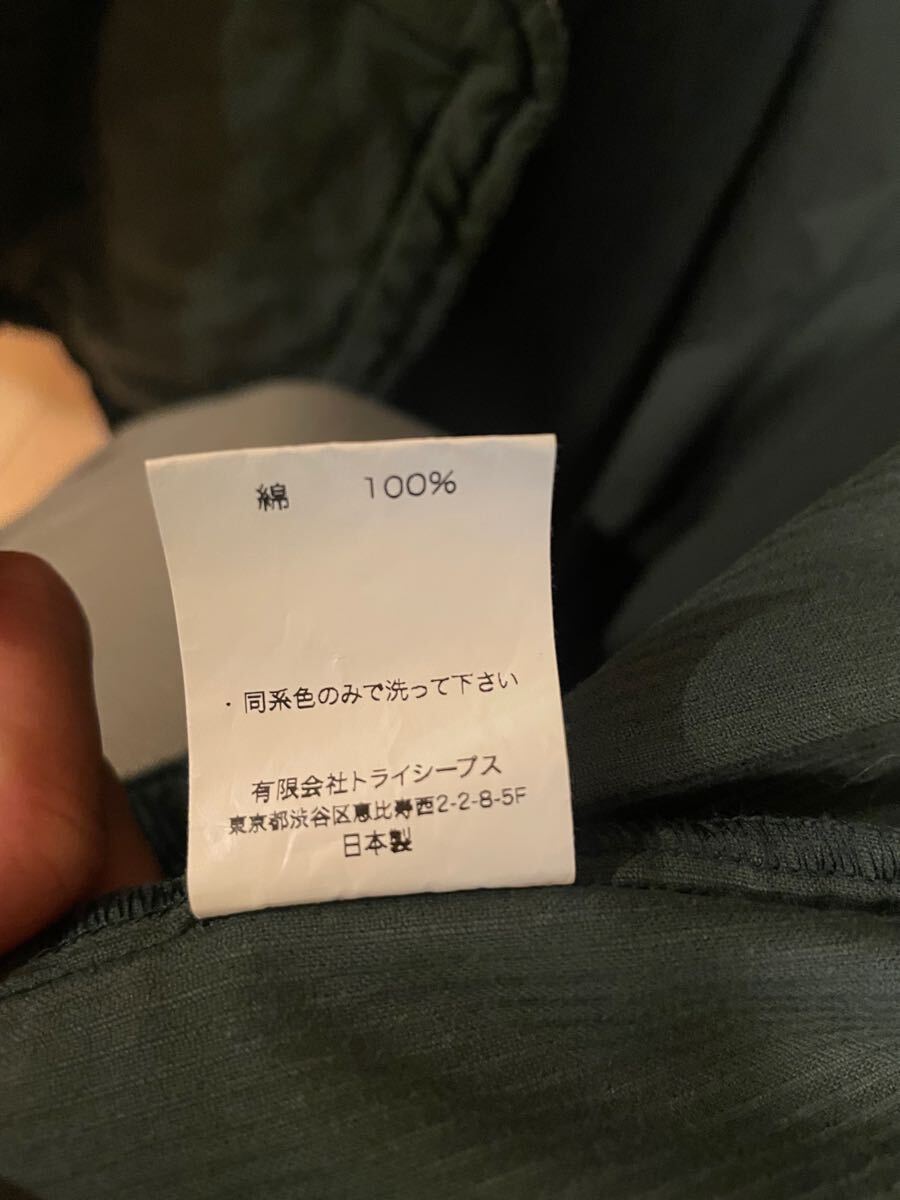 綿 100%
・同系色のみで洗って下さい
有限会社トライシープス
東京都渋谷区恵比寿西2-2-8-5F
日本製